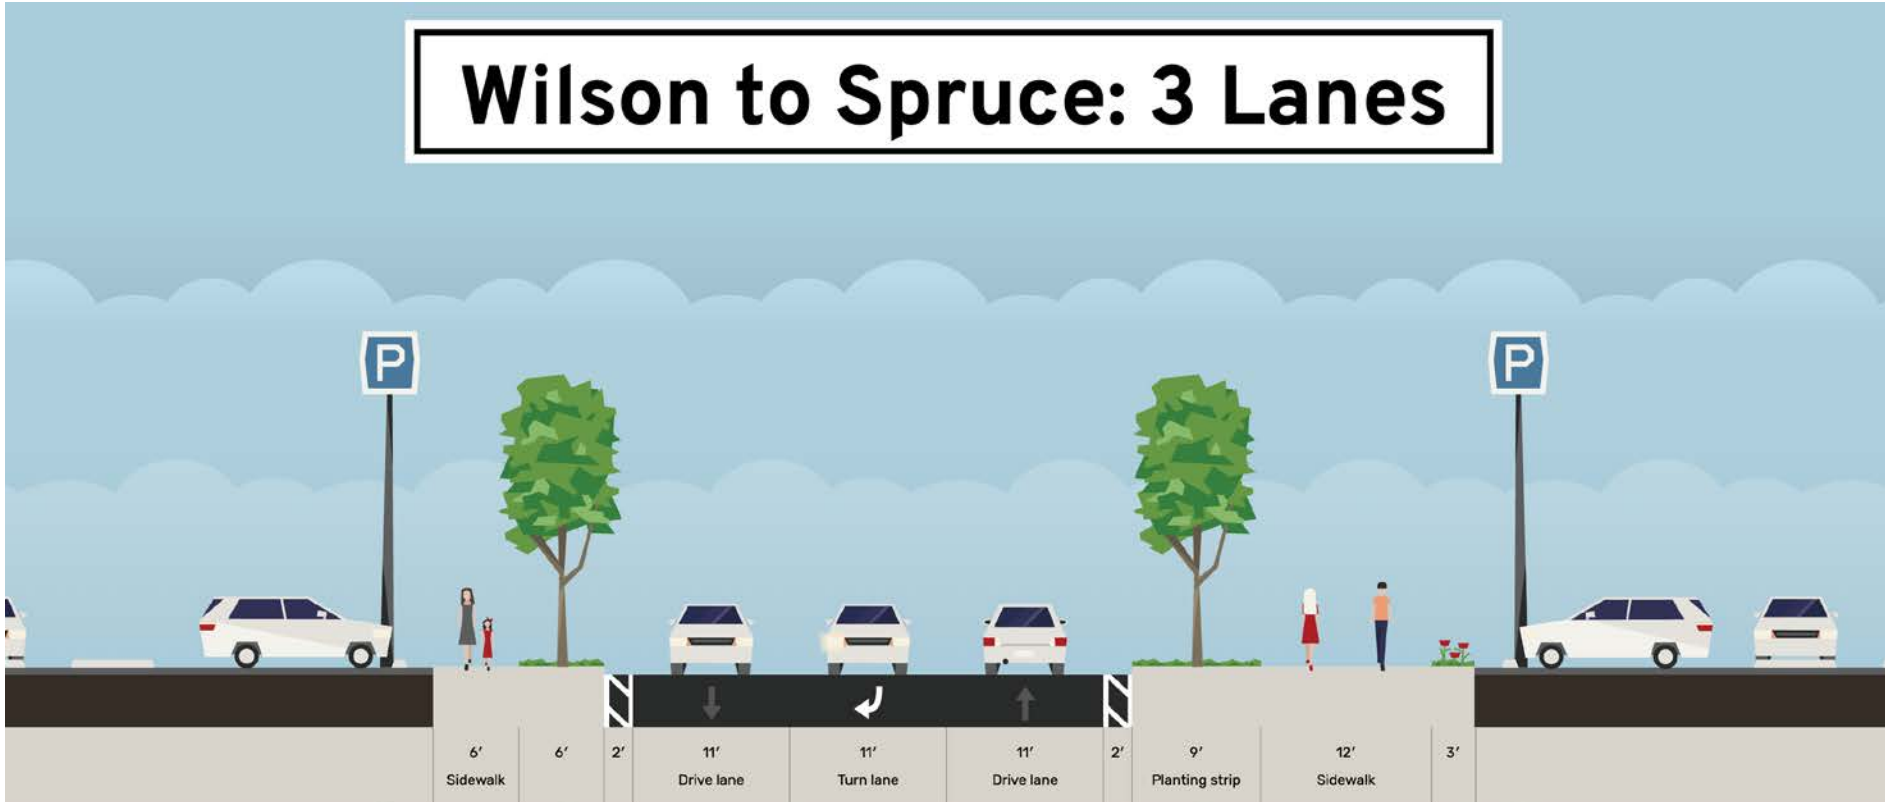 Wilson to Spruce: 3 Lanes
P
P
6' 6' 2' 11' 11' 11' 2' 9' 12' 3'
Sidewalk Drive lane Turn lane Drive lane Planting strip Sidewalk